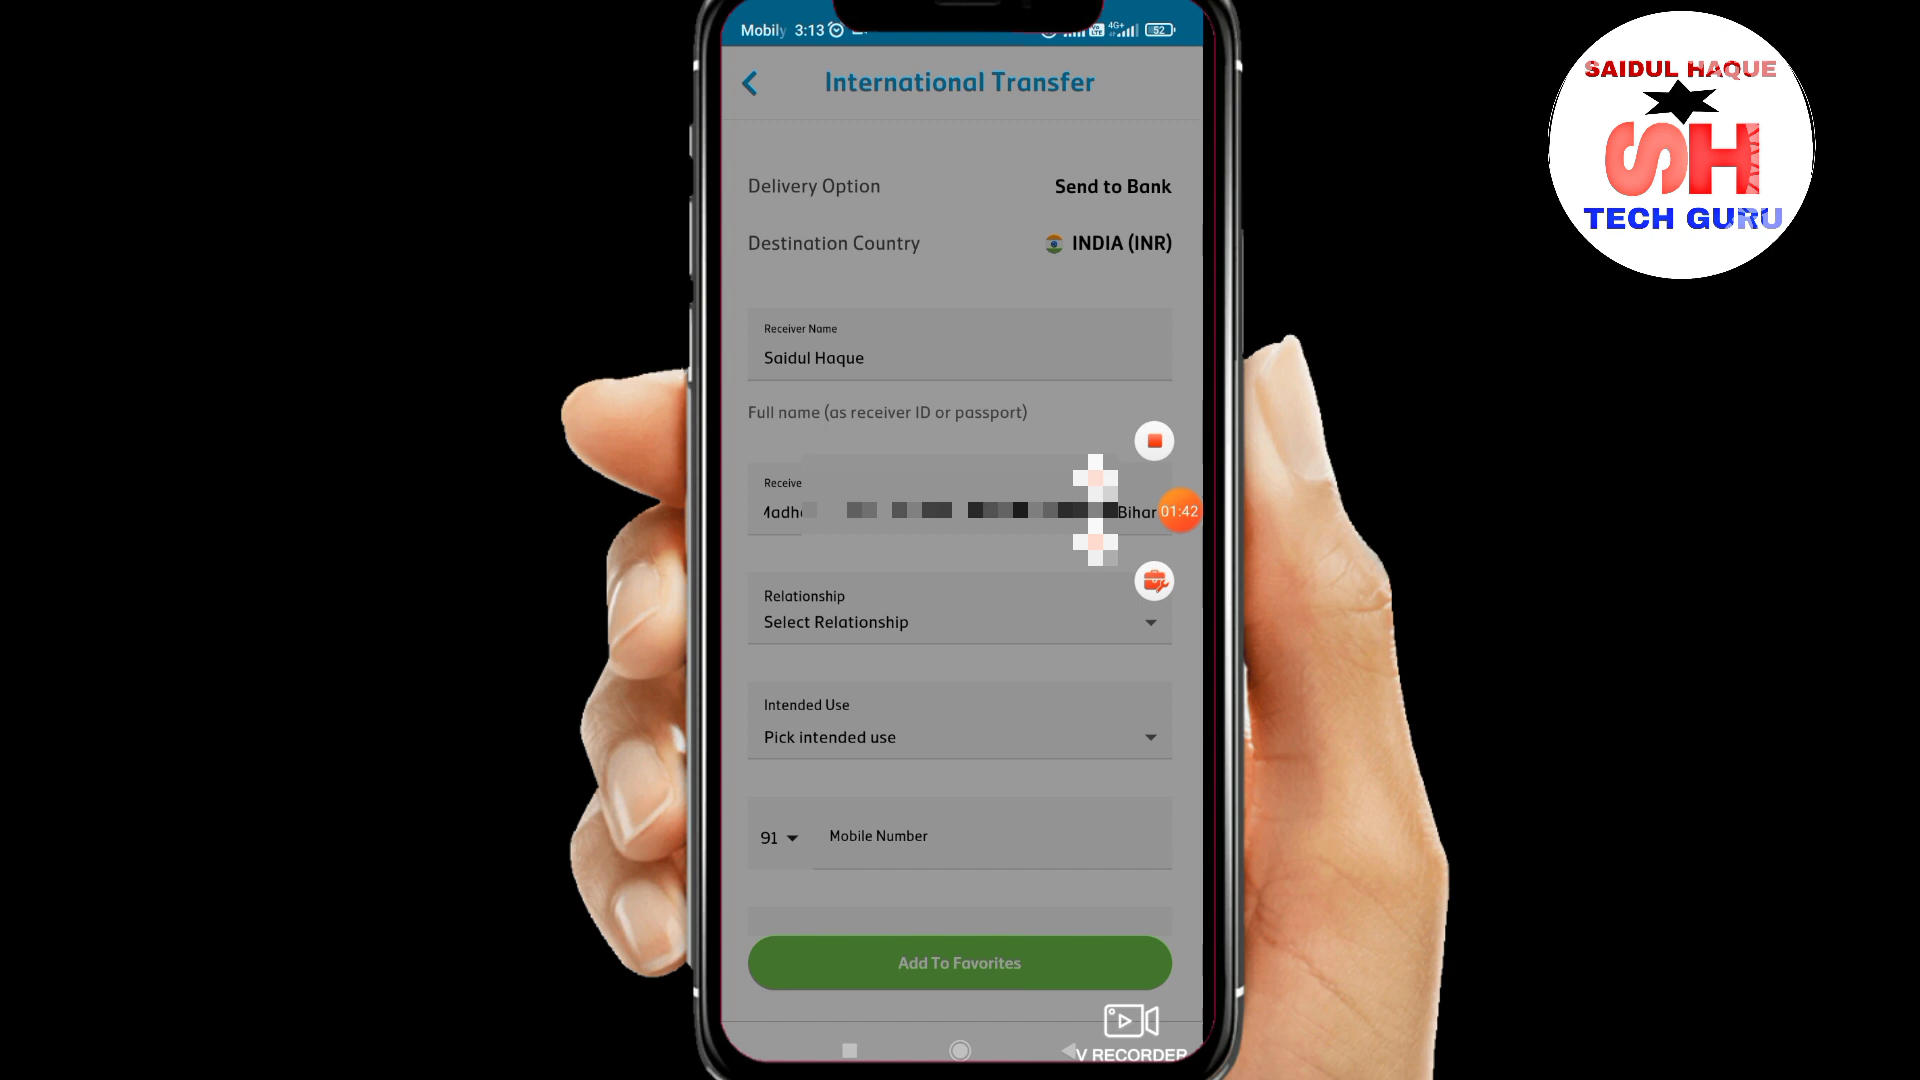 Mobily 3:13
4G+
52
International Transfer
Delivery Option
Send to Bank
Destination Country
INDIA (INR)
Receiver Name
Saidul Haque
Full name (as receiver ID or passport)
Receive
Bihar
01:42
Relationship
Select Relationship
Intended Use
Pick intended use
91
Mobile Number
Add To Favorites
V RECORDER
SAIDUL HAQUE
SH
TECH GURU